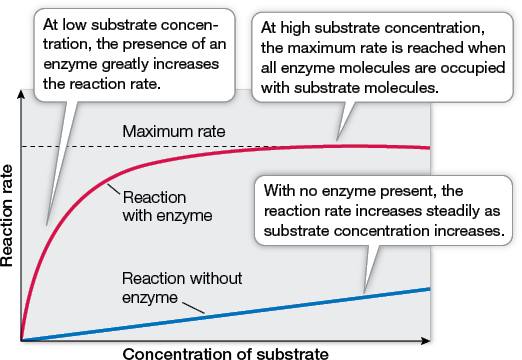 At low substrate concen-
tration, the presence of an
enzyme greatly increases
the reaction rate.
At high substrate concentration,
the maximum rate is reached when
all enzyme molecules are occupied
with substrate molecules.
Maximum rate
Reaction
with enzyme
With no enzyme present, the
reaction rate increases steadily as
substrate concentration increases.
Reaction without
enzyme
Reaction rate
Concentration of substrate